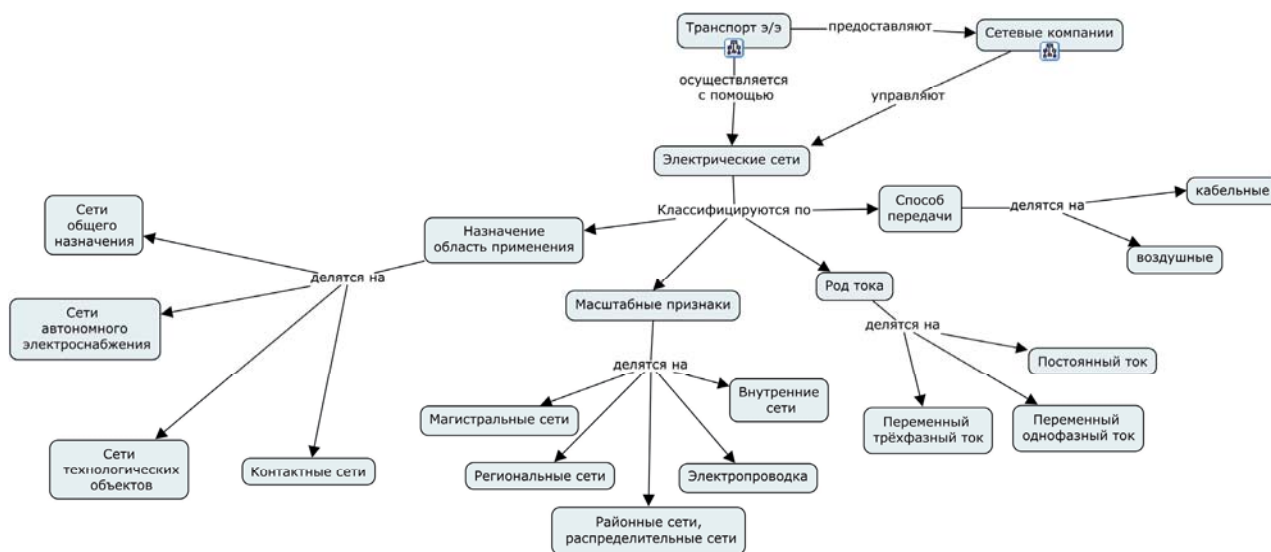 Транспорт э/э
предоставляют
Сетевые компании
осуществляется
с помощью
управляют
Электрические сети
Классифицируются по
Способ
передачи
делятся на
кабельные
воздушные
Назначение
область применения
Сети
общего
назначения
делятся на
Сети
автономного
электроснабжения
Сети
технологических
объектов
Контактные сети
Масштабные признаки
делятся на
Магистральные сети
Региональные сети
Районные сети,
распределительные сети
Электропроводка
Внутренние
сети
Род тока
делятся на
Постоянный ток
Переменный
трёхфазный ток
Переменный
однофазный ток